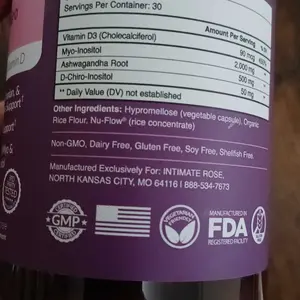 Servings Per Container: 30
Amount Per Serving
Vitamin D3 (Cholecalciferol)
Myo-Inositol 2,000 mg
Ashwagandha Root 500 mg
D-Chiro-Inositol 50 mg
** Daily Value (DV) not established
Other Ingredients: Hypromellose (vegetable capsule), Organic
Rice Flour, Nu-Flow® (rice concentrate)
Non-GMO, Dairy Free, Gluten Free, Soy Free, Shellfish Free.
Manufactured Exclusively For: INTIMATE ROSE,
NORTH KANSAS CITY, MO 64116 | 888-534-7673
CERTIFIED
GMP
VEGETARIAN
FRIENDLY
MANUFACTURED IN
FDA
REGISTERED FACILITY